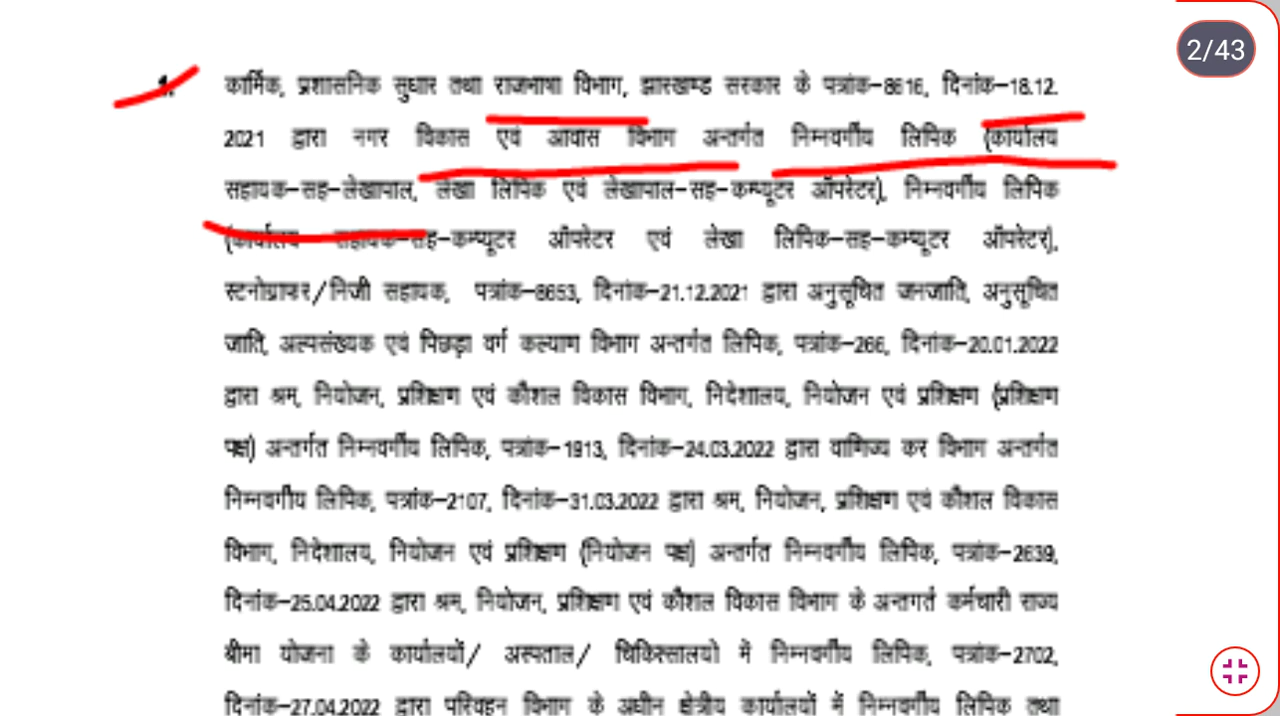 2/43
1. कार्मिक, प्रशासनिक सुधार तथा राजभाषा विभाग, झारखण्ड सरकार के पत्रांक–8616, दिनांक–18.12.
2021 द्वारा नगर विकास एवं आवास विभाग अन्तर्गत निम्नवर्गीय लिपिक (कार्यालय
सहायक–सह–लेखापाल, लेखा लिपिक एवं लेखापाल–सह–कम्प्यूटर ऑपरेटर), निम्नवर्गीय लिपिक
(कार्यालय सहायक–सह–कम्प्यूटर ऑपरेटर एवं लेखा लिपिक–सह–कम्प्यूटर ऑपरेटर),
स्टनोग्राफर/निजी सहायक, पत्रांक–8653, दिनांक–21.12.2021 द्वारा अनुसूचित जनजाति, अनुसूचित
जाति, अल्पसंख्यक एवं पिछड़ा वर्ग कल्याण विभाग अन्तर्गत लिपिक, पत्रांक–266, दिनांक–20.01.2022
द्वारा श्रम, नियोजन, प्रशिक्षण एवं कौशल विकास विभाग, निदेशालय, नियोजन एवं प्रशिक्षण (प्रशिक्षण
पक्ष) अन्तर्गत निम्नवर्गीय लिपिक, पत्रांक–1913, दिनांक–24.03.2022 द्वारा वाणिज्य कर विभाग अन्तर्गत
निम्नवर्गीय लिपिक, पत्रांक–2107, दिनांक–31.03.2022 द्वारा श्रम, नियोजन, प्रशिक्षण एवं कौशल विकास
विभाग, निदेशालय, नियोजन एवं प्रशिक्षण (नियोजन पक्ष) अन्तर्गत निम्नवर्गीय लिपिक, पत्रांक–2639,
दिनांक–25.04.2022 द्वारा श्रम, नियोजन, प्रशिक्षण एवं कौशल विकास विभाग के अन्तगर्त कर्मचारी राज्य
बीमा योजना के कार्यालयों/ अस्पताल/ चिकित्सालयो में निम्नवर्गीय लिपिक, पत्रांक–2702,
दिनांक–27.04.2022 द्वारा परिवहन विभाग के अधीन क्षेत्रीय कार्यालयों में निम्नवर्गीय लिपिक तथा